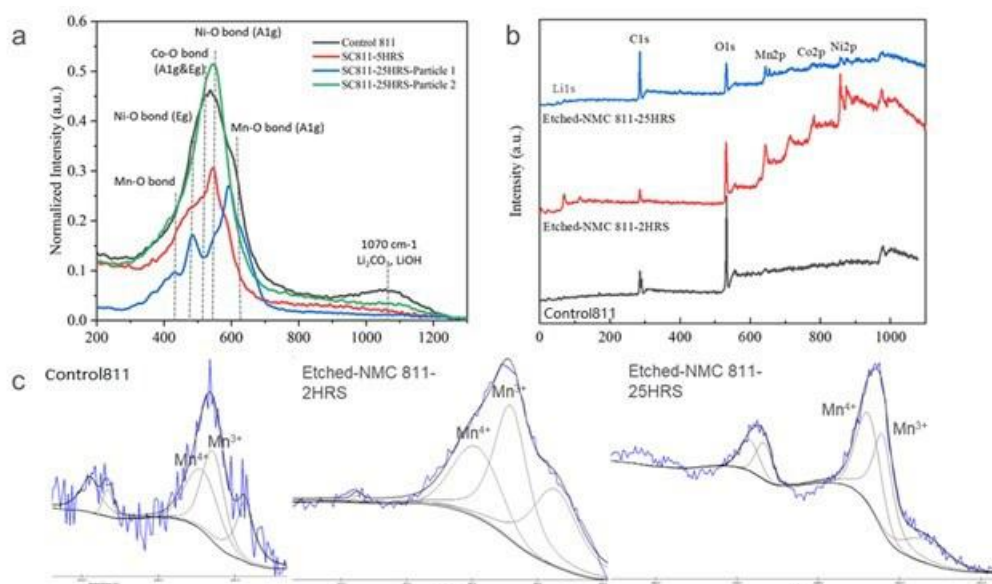 a
0.6
0.5
0.4
0.3
0.2
0.1
0.0
Normalized Intensity (a.u.)
Ni-O bond (A1g)
Co-O bond
(A1g&Eg)
Control 811
SC811-5HRS
SC811-25HRS-Particle 1
SC811-25HRS-Particle 2
Ni-O bond (Eg)
Mn-O bond (A1g)
Mn-O bond
1070 cm-1
Li₂CO₃, LiOH
200 400 600 800 1000 1200
b
Intensity (a.u.)
C1s
O1s
Mn2p
Co2p
Ni2p
Li1s
Etched-NMC 811-25HRS
Etched-NMC 811-2HRS
Control811
0 200 400 600 800 1000
c
Control811
Mn⁴⁺
Mn³⁺
Etched-NMC 811-
2HRS
Mn⁴⁺
Mn³⁺
Etched-NMC 811-
25HRS
Mn⁴⁺
Mn³⁺